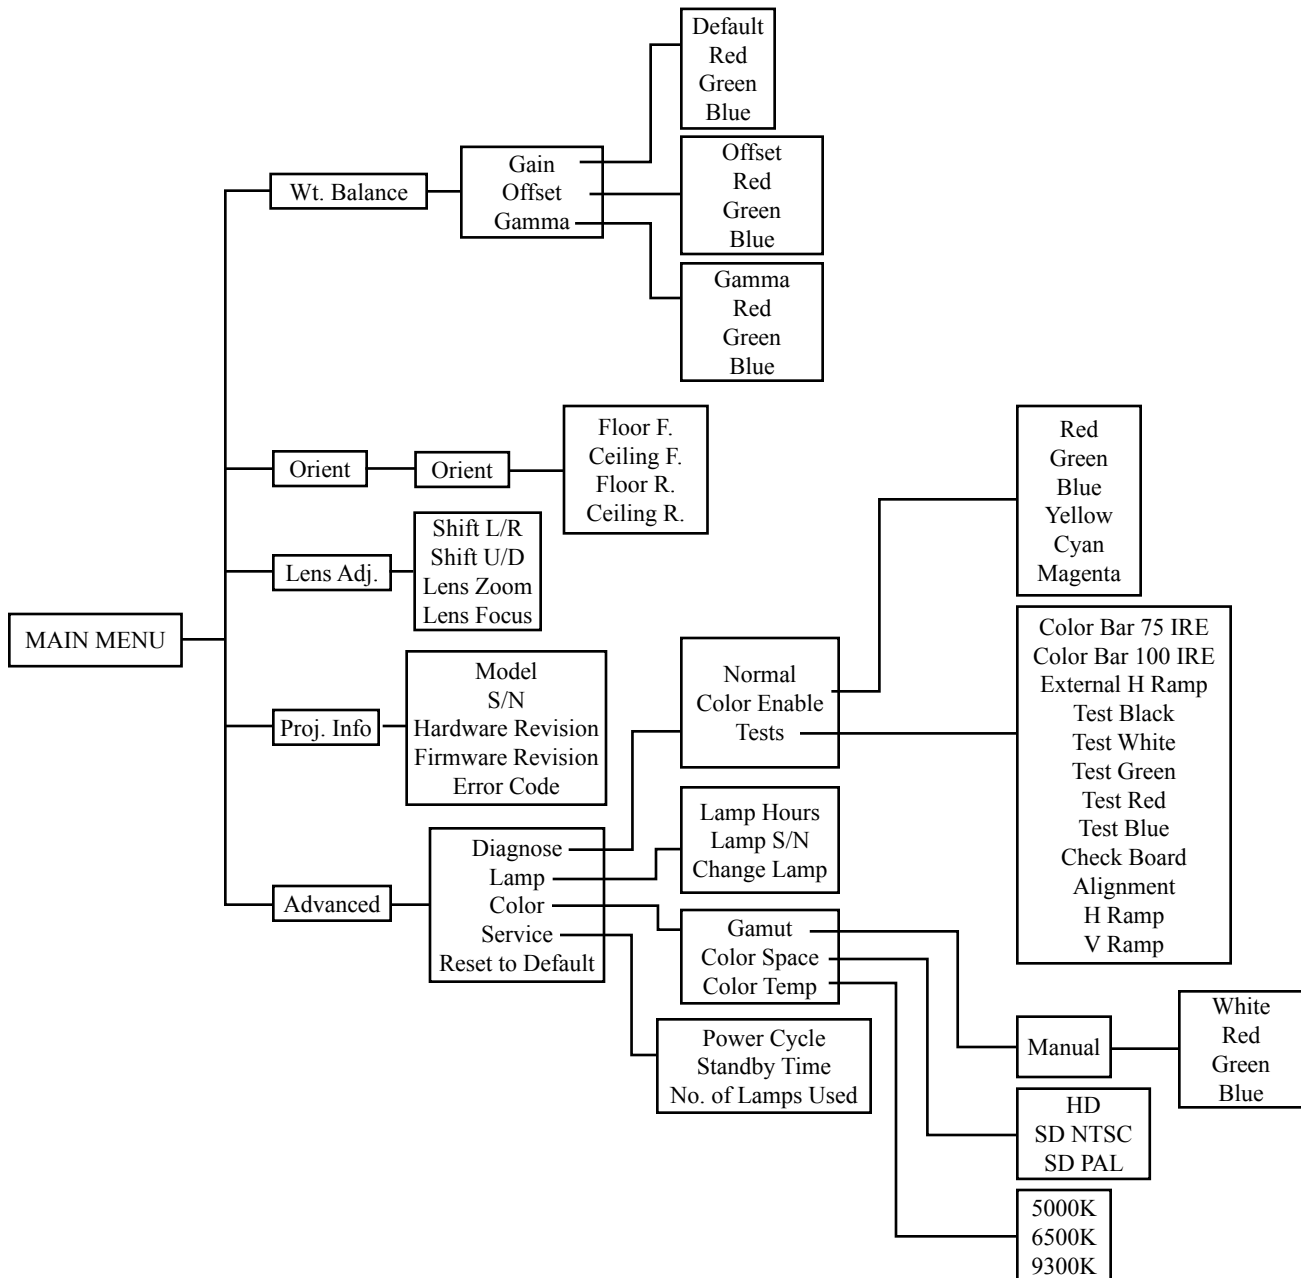 Default
Red
Green
Blue
Gain
Offset
Gamma
Wt. Balance
Offset
Red
Green
Blue
Gamma
Red
Green
Blue
Orient
Orient
Floor F.
Ceiling F.
Floor R.
Ceiling R.
Red
Green
Blue
Yellow
Cyan
Magenta
Lens Adj.
Shift L/R
Shift U/D
Lens Zoom
Lens Focus
MAIN MENU
Proj. Info
Model
S/N
Hardware Revision
Firmware Revision
Error Code
Normal
Color Enable
Tests
Color Bar 75 IRE
Color Bar 100 IRE
External H Ramp
Test Black
Test White
Test Green
Test Red
Test Blue
Check Board
Alignment
H Ramp
V Ramp
Advanced
Diagnose
Lamp
Color
Service
Reset to Default
Lamp Hours
Lamp S/N
Change Lamp
Gamut
Color Space
Color Temp
Power Cycle
Standby Time
No. of Lamps Used
Manual
White
Red
Green
Blue
HD
SD NTSC
SD PAL
5000K
6500K
9300K